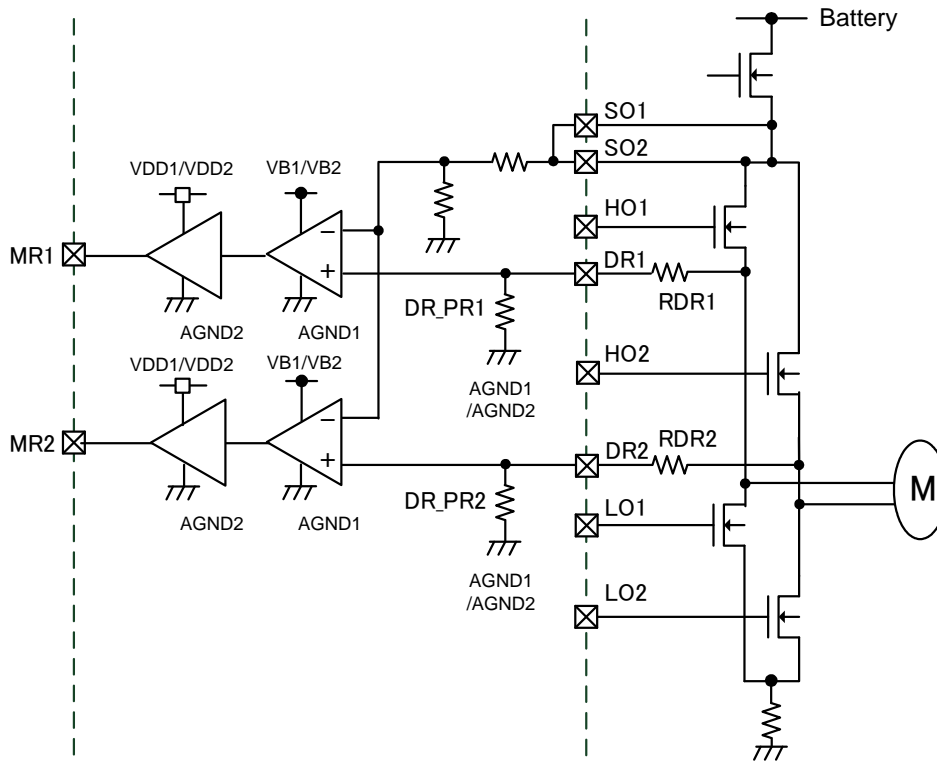 Battery
SO1
SO2
VDD1/VDD2
VB1/VB2
HO1
MR1
−
+
DR1
DR_PR1
RDR1
AGND2
AGND1
VDD1/VDD2
VB1/VB2
HO2
AGND1
/AGND2
MR2
−
+
DR2
RDR2
DR_PR2
M
AGND2
AGND1
LO1
AGND1
/AGND2
LO2